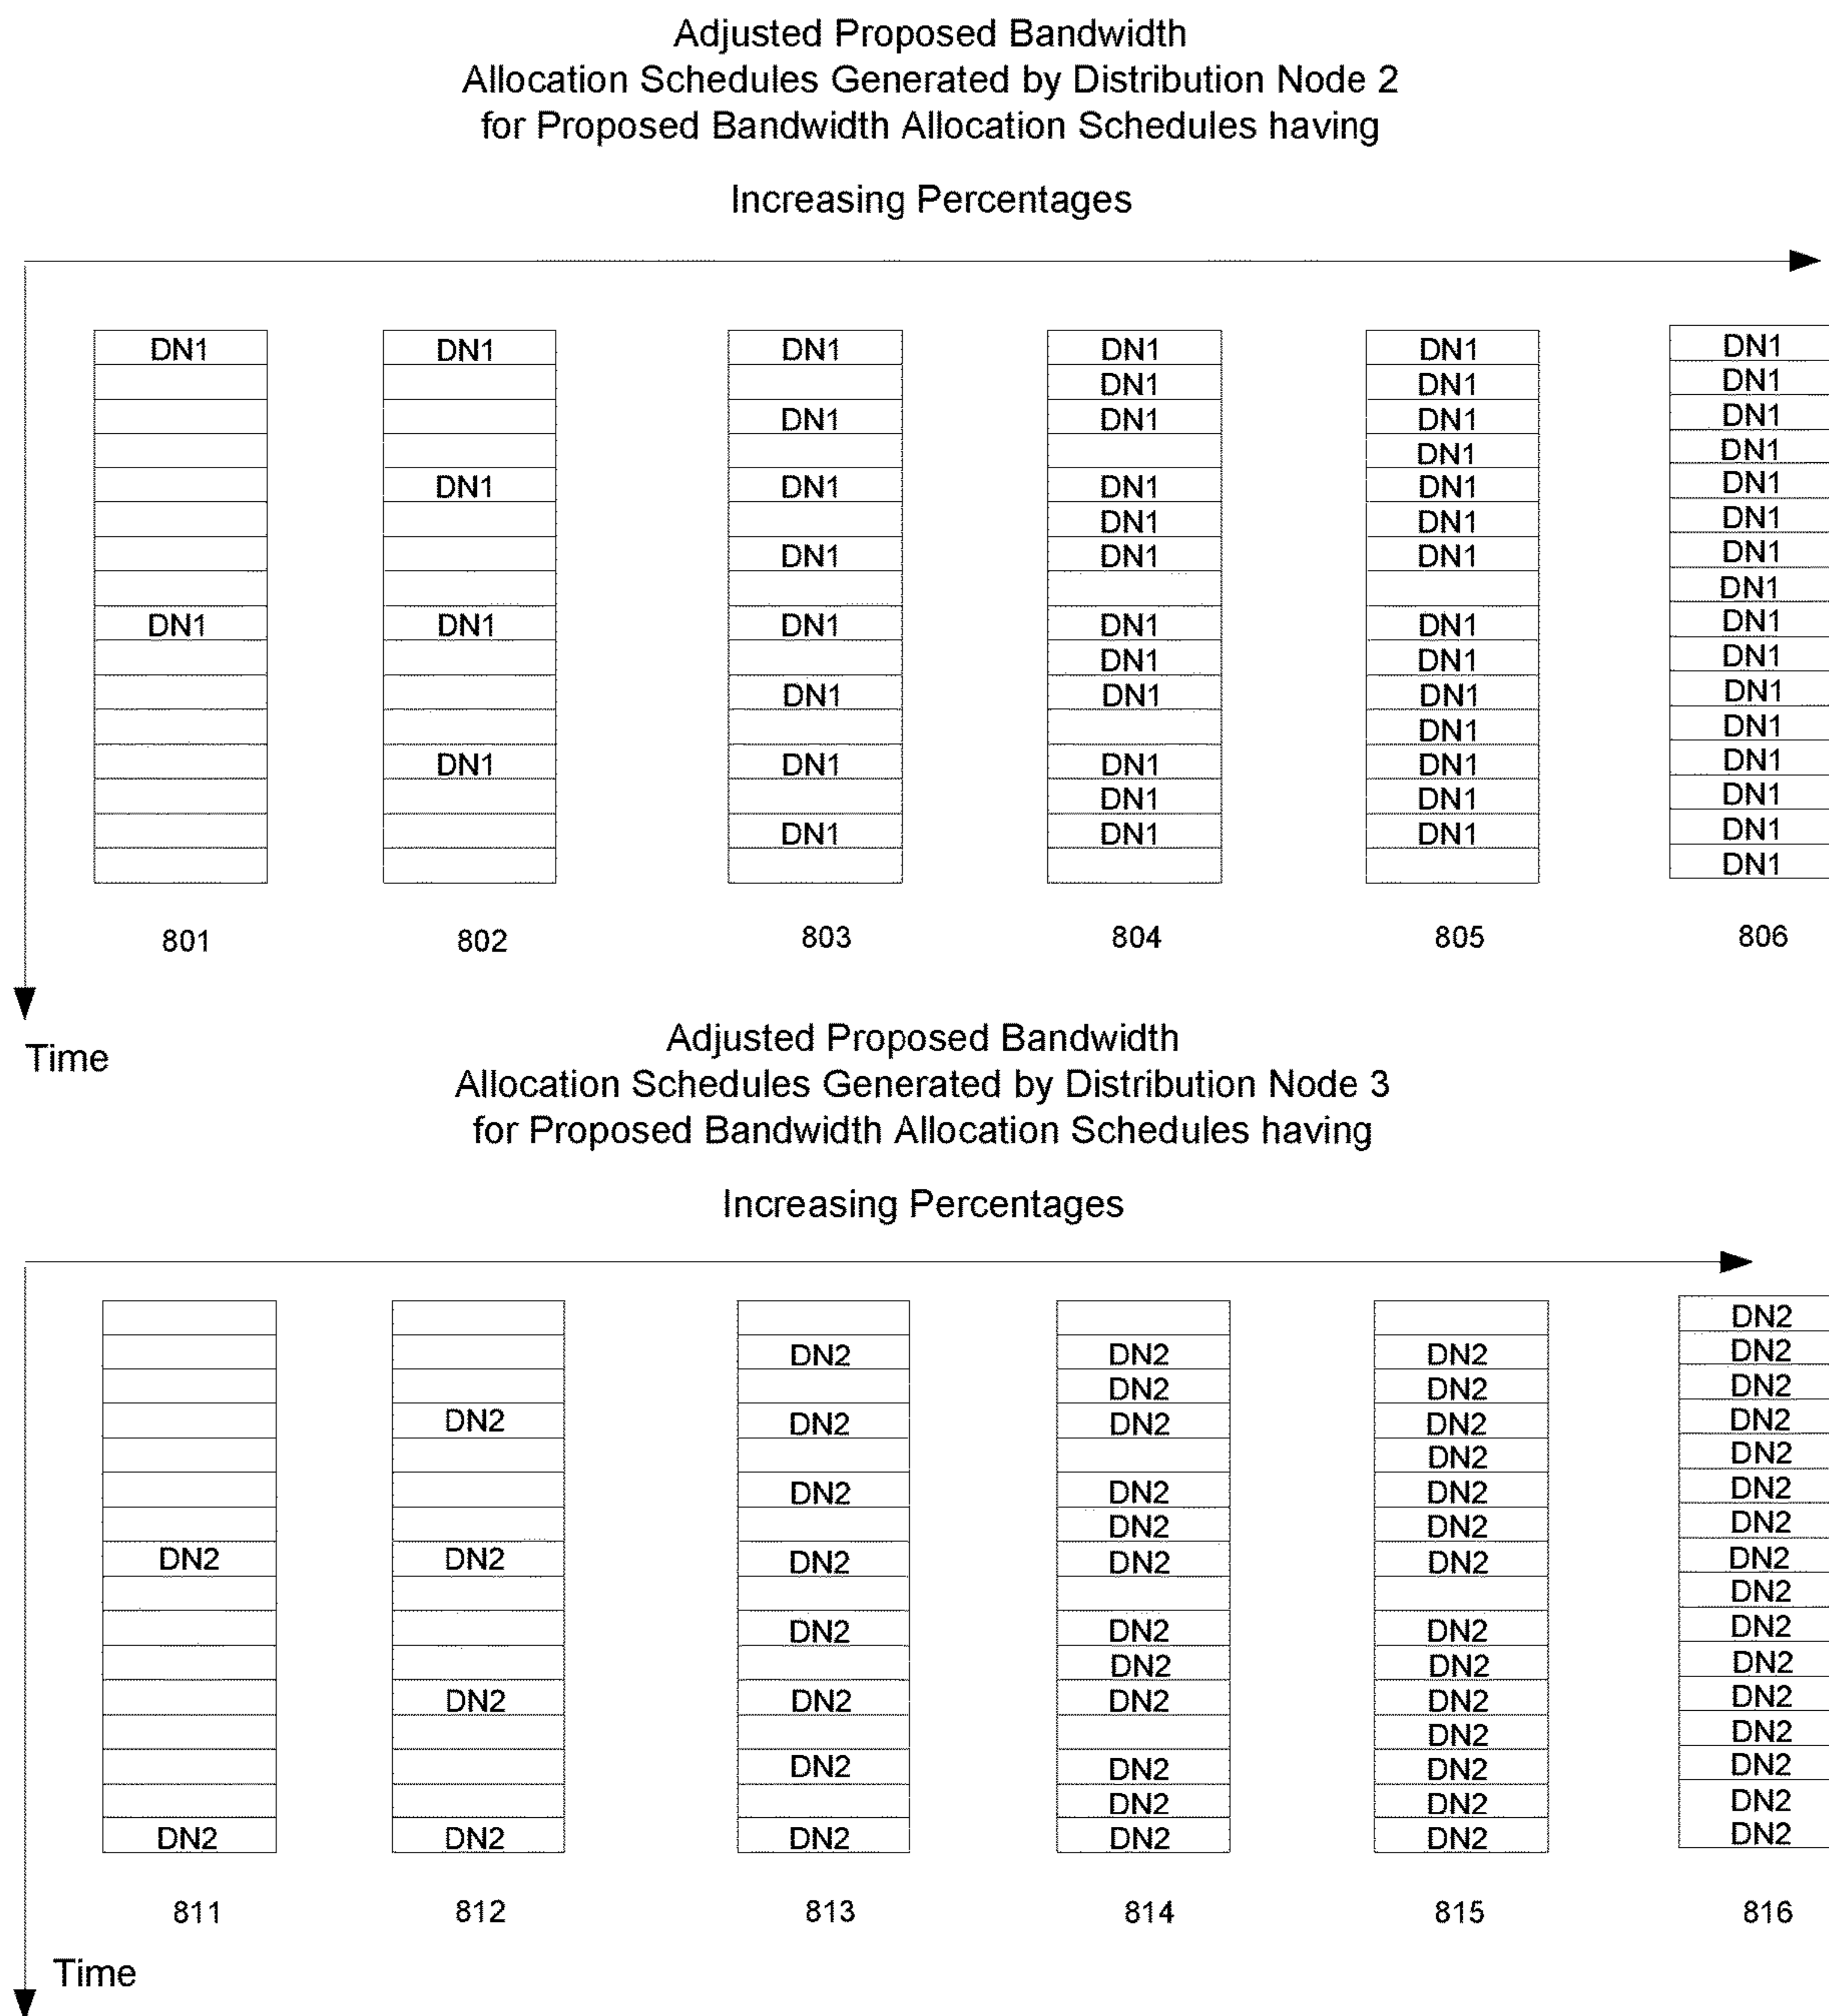 Adjusted Proposed Bandwidth
Allocation Schedules Generated by Distribution Node 2
for Proposed Bandwidth Allocation Schedules having
Increasing Percentages
DN1 DN1 DN1 DN1 DN1 DN1
DN1 DN1 DN1
DN1 DN1 DN1 DN1
DN1 DN1
DN1 DN1 DN1 DN1 DN1
DN1 DN1 DN1
DN1 DN1 DN1 DN1
DN1
DN1 DN1 DN1 DN1 DN1 DN1
DN1 DN1 DN1
DN1 DN1 DN1 DN1
DN1 DN1
DN1 DN1 DN1 DN1 DN1
DN1 DN1 DN1
DN1 DN1 DN1 DN1
DN1
801 802 803 804 805 806
Time
Adjusted Proposed Bandwidth
Allocation Schedules Generated by Distribution Node 3
for Proposed Bandwidth Allocation Schedules having
Increasing Percentages
DN2
DN2 DN2 DN2 DN2
DN2 DN2 DN2
DN2 DN2 DN2 DN2 DN2
DN2 DN2
DN2 DN2 DN2 DN2
DN2 DN2 DN2
DN2 DN2 DN2 DN2 DN2 DN2
DN2
DN2 DN2 DN2 DN2
DN2 DN2 DN2
DN2 DN2 DN2 DN2 DN2
DN2 DN2
DN2 DN2 DN2 DN2
DN2 DN2 DN2
DN2 DN2 DN2 DN2 DN2 DN2
811 812 813 814 815 816
Time